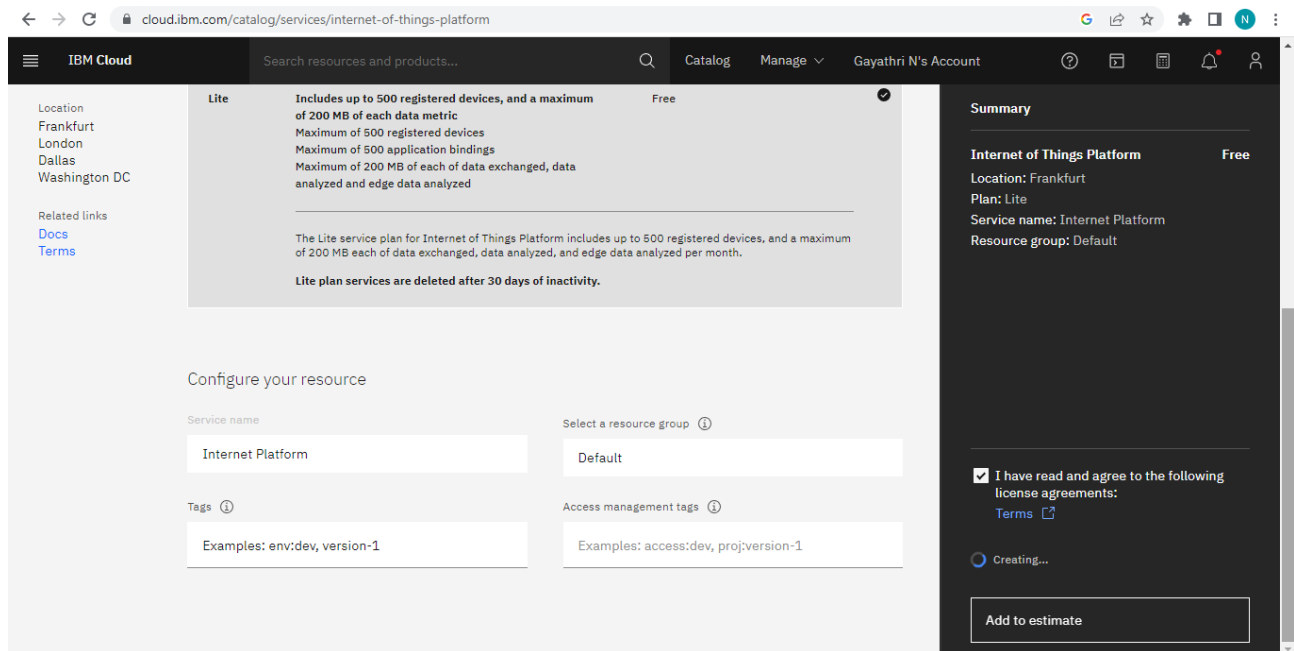 cloud.ibm.com/catalog/services/internet-of-things-platform
G
N
IBM Cloud
Search resources and products...
Catalog
Manage
Gayathri N's Account
Location
Frankfurt
London
Dallas
Washington DC
Related links
Docs
Terms
Lite
Includes up to 500 registered devices, and a maximum
of 200 MB of each data metric
Maximum of 500 registered devices
Maximum of 500 application bindings
Maximum of 200 MB of each of data exchanged, data
analyzed and edge data analyzed
Free
The Lite service plan for Internet of Things Platform includes up to 500 registered devices, and a maximum
of 200 MB each of data exchanged, data analyzed, and edge data analyzed per month.
Lite plan services are deleted after 30 days of inactivity.
Configure your resource
Service name
Internet Platform
Select a resource group
Default
Tags
Examples: env:dev, version-1
Access management tags
Examples: access:dev, proj:version-1
Summary
Internet of Things Platform Free
Location: Frankfurt
Plan: Lite
Service name: Internet Platform
Resource group: Default
I have read and agree to the following
license agreements:
Terms
Creating...
Add to estimate